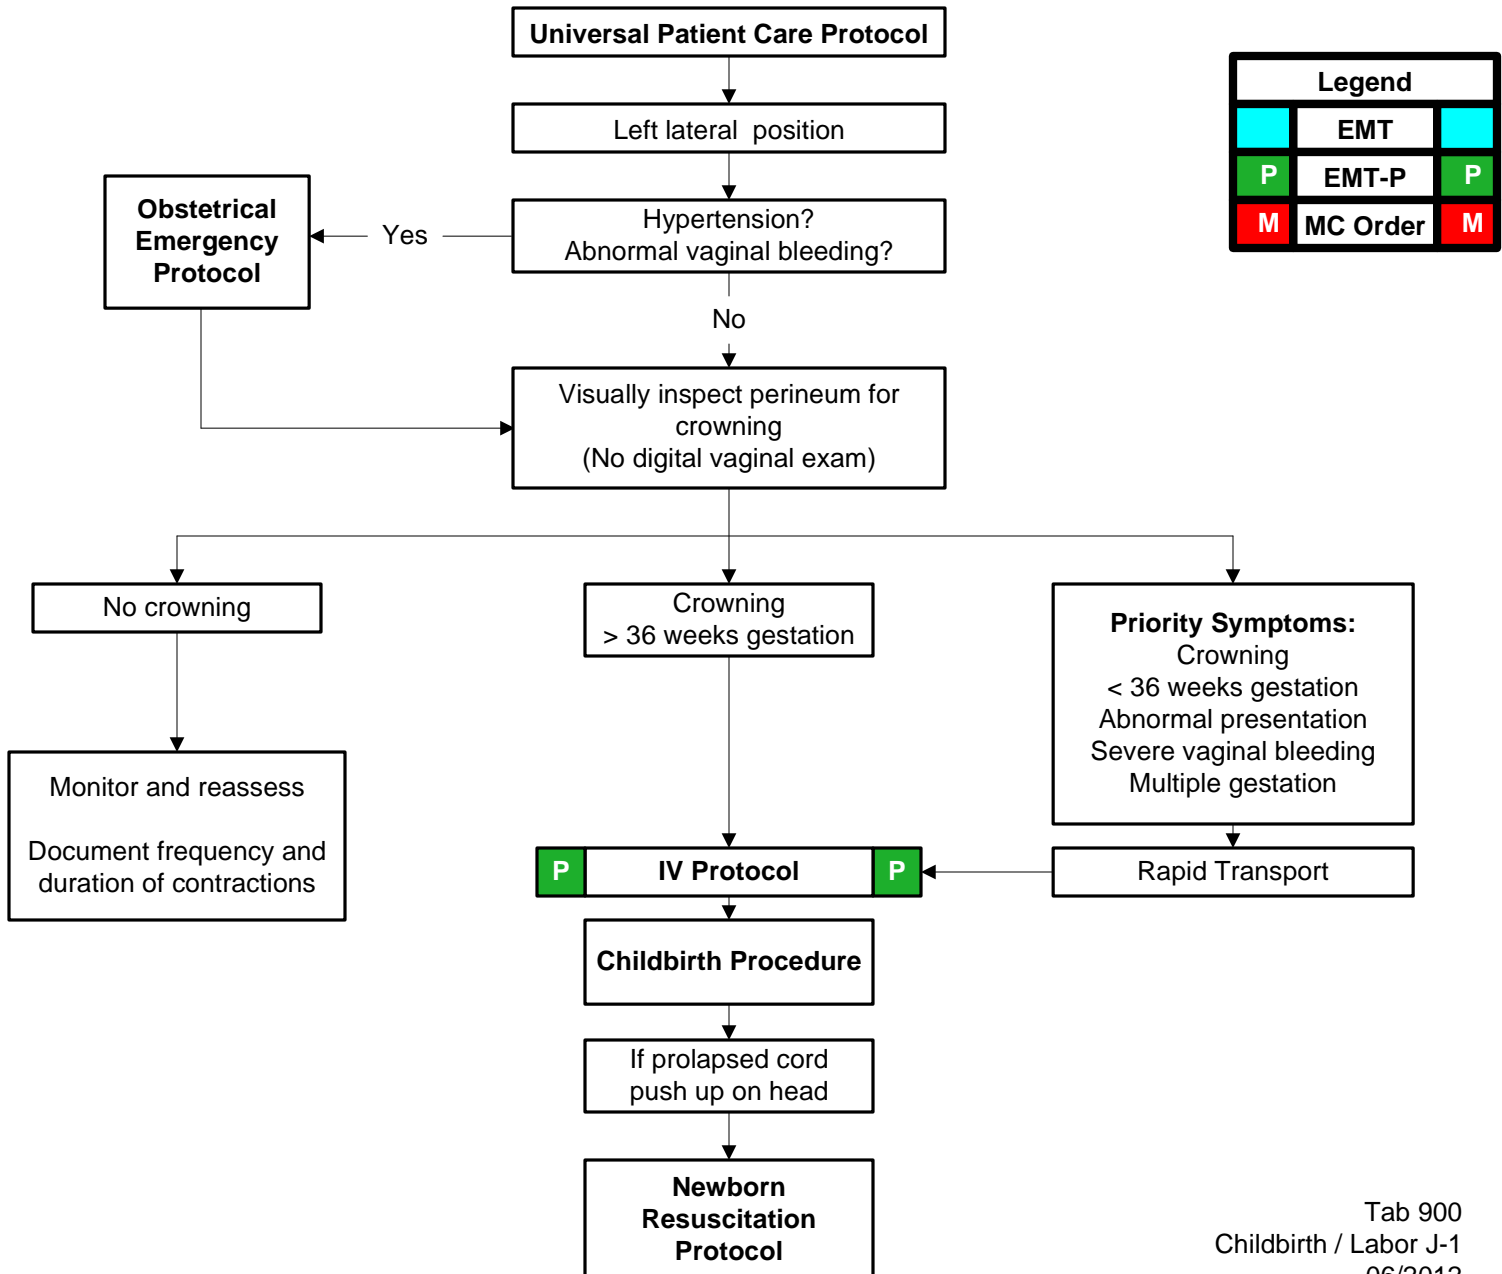 Universal Patient Care Protocol
Legend
EMT
P EMT-P P
M MC Order M
Left lateral position
Hypertension?
Abnormal vaginal bleeding?
Yes
Obstetrical
Emergency
Protocol
No
Visually inspect perineum for
crowning
(No digital vaginal exam)
No crowning
Crowning
> 36 weeks gestation
Priority Symptoms:
Crowning
< 36 weeks gestation
Abnormal presentation
Severe vaginal bleeding
Multiple gestation
Monitor and reassess
Document frequency and
duration of contractions
P IV Protocol P
Rapid Transport
Childbirth Procedure
If prolapsed cord
push up on head
Newborn
Resuscitation
Protocol
Tab 900
Childbirth / Labor J-1
06/2012